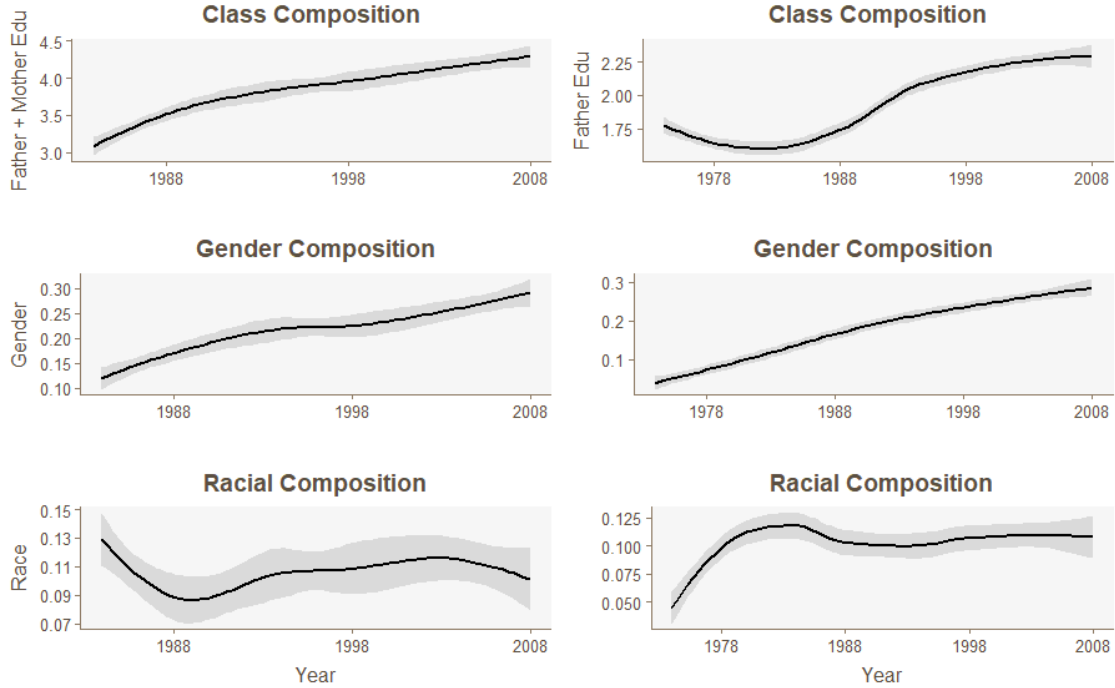 Class Composition
Father + Mother Edu
4.5
4.0
3.5
3.0
1988 1998 2008
Class Composition
Father Edu
2.25
2.00
1.75
1978 1988 1998 2008
Gender Composition
Gender
0.30
0.25
0.20
0.15
0.10
1988 1998 2008
Gender Composition
0.3
0.2
0.1
1978 1988 1998 2008
Racial Composition
Race
0.15
0.13
0.11
0.09
0.07
1988 1998 2008
Year
Racial Composition
0.125
0.100
0.075
0.050
1978 1988 1998 2008
Year